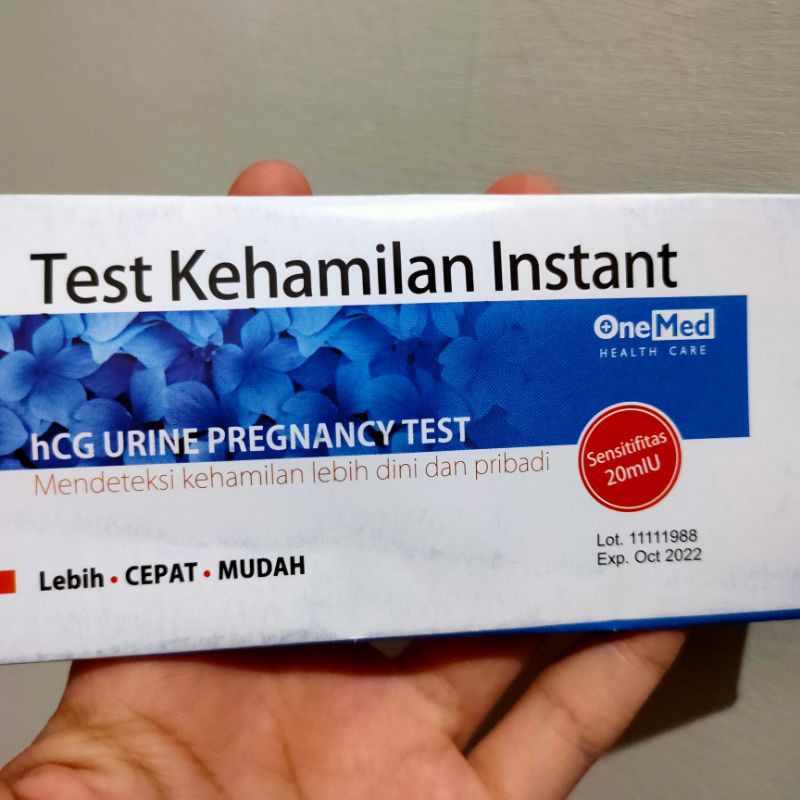 Test Kehamilan Instant
OneMed
HEALTH CARE
hCG URINE PREGNANCY TEST
Mendeteksi kehamilan lebih dini dan pribadi
Sensitifitas
20mIU
Lot. 11111988
Exp. Oct 2022
Lebih • CEPAT • MUDAH